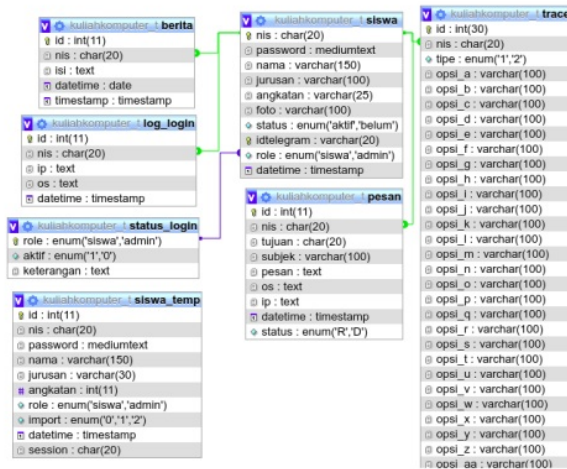 V kuliahkomputer_t berita
id : int(11)
nis : char(20)
isi : text
datetime : date
timestamp : timestamp
V kuliahkomputer_t log_login
id : int(11)
nis : char(20)
ip : text
os : text
datetime : timestamp
V kuliahkomputer_t status_login
role : enum('siswa','admin')
aktif : enum('1','0')
keterangan : text
V kuliahkomputer_t siswa_temp
id : int(11)
nis : char(20)
password : mediumtext
nama : varchar(150)
jurusan : varchar(30)
# angkatan : int(11)
role : enum('siswa','admin')
import : enum('0','1','2')
datetime : timestamp
session : char(20)
V kuliahkomputer_t siswa
nis : char(20)
password : mediumtext
nama : varchar(150)
jurusan : varchar(100)
angkatan : varchar(25)
foto : varchar(100)
status : enum('aktif','belum')
idtelegram : varchar(20)
role : enum('siswa','admin')
datetime : timestamp
V kuliahkomputer_t pesan
id : int(11)
nis : char(20)
tujuan : char(20)
subjek : varchar(100)
pesan : text
os : text
ip : text
datetime : timestamp
status : enum('R','D')
V kuliahkomputer_t trace
id : int(30)
nis : char(20)
tipe : enum('1','2')
opsi_a : varchar(100)
opsi_b : varchar(100)
opsi_c : varchar(100)
opsi_d : varchar(100)
opsi_e : varchar(100)
opsi_f : varchar(100)
opsi_g : varchar(100)
opsi_h : varchar(100)
opsi_i : varchar(100)
opsi_j : varchar(100)
opsi_k : varchar(100)
opsi_l : varchar(100)
opsi_m : varchar(100)
opsi_n : varchar(100)
opsi_o : varchar(100)
opsi_p : varchar(100)
opsi_q : varchar(100)
opsi_r : varchar(100)
opsi_s : varchar(100)
opsi_t : varchar(100)
opsi_u : varchar(100)
opsi_v : varchar(100)
opsi_w : varchar(100)
opsi_x : varchar(100)
opsi_y : varchar(100)
opsi_z : varchar(100)
opsi_aa : varchar(100)